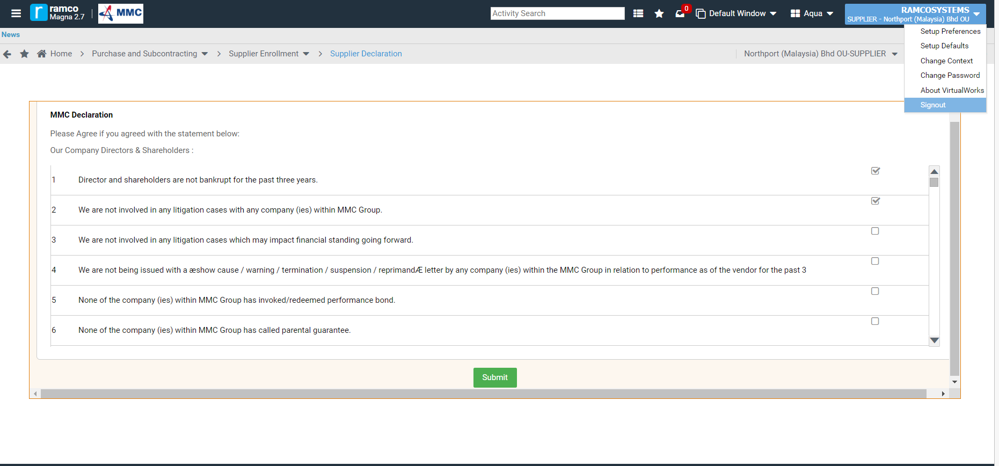 ramco
Magna 2.7
MMC
Activity Search
0
Default Window
Aqua
RAMCOSYSTEMS
SUPPLIER - Northport (Malaysia) Bhd OU
News
Setup Preferences
Setup Defaults
Change Context
Change Password
About VirtualWorks
Signout
Home > Purchase and Subcontracting > Supplier Enrollment > Supplier Declaration
Northport (Malaysia) Bhd OU-SUPPLIER
MMC Declaration
Please Agree if you agreed with the statement below:
Our Company Directors & Shareholders :
1 Director and shareholders are not bankrupt for the past three years.
2 We are not involved in any litigation cases with any company (ies) within MMC Group.
3 We are not involved in any litigation cases which may impact financial standing going forward.
4 We are not being issued with a æshow cause / warning / termination / suspension / reprimandÆ letter by any company (ies) within the MMC Group in relation to performance as of the vendor for the past 3
5 None of the company (ies) within MMC Group has invoked/redeemed performance bond.
6 None of the company (ies) within MMC Group has called parental guarantee.
Submit